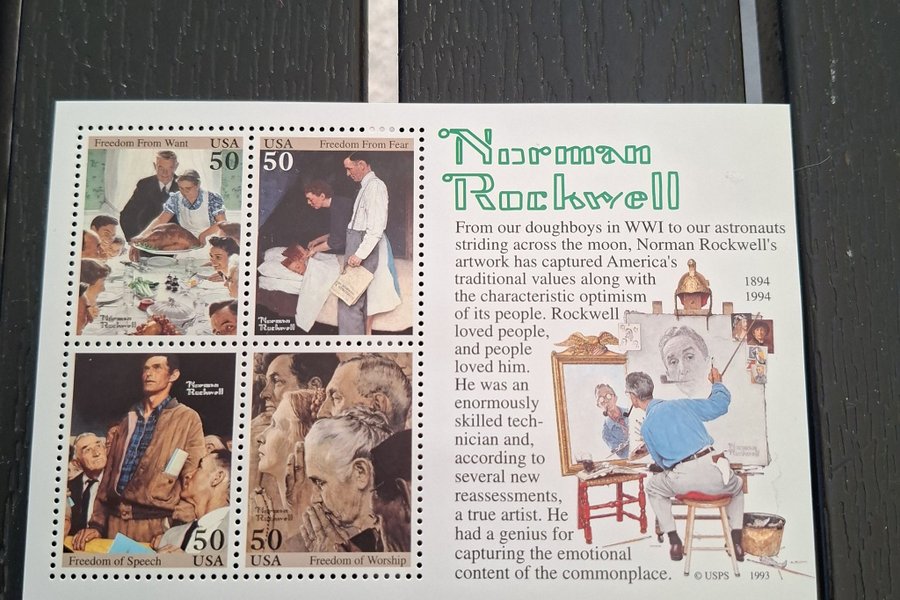 Freedom From Want
USA
50
Norman
Rockwell
USA
50
Freedom From Fear
Norman
Rockwell
Norman
Rockwell
50
Freedom of Speech
USA
Norman
Rockwell
50
USA
Freedom of Worship
Norman
Rockwell
From our doughboys in WWI to our astronauts
striding across the moon, Norman Rockwell's
artwork has captured America's
traditional values along with
the characteristic optimism
of its people. Rockwell
loved people,
and people
loved him.
He was an
enormously
skilled tech-
nician and,
according to
several new
reassessments,
a true artist. He
had a genius for
capturing the emotional
content of the commonplace.
1894
1994
Norman
Rockwell
© USPS 1993